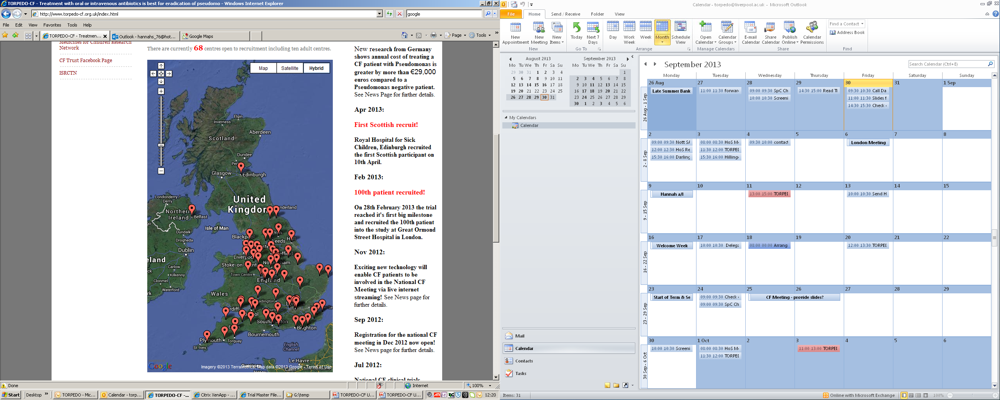 TORPEDO-CF - Treatment with oral or intravenous antibiotics is best for eradication of pseudomo - Windows Internet Explorer
http://www.torpedo-cf.org.uk/index.html
google
File Edit View Favorites Tools Help
TORPEDO-CF - Treatmen...
Outlook - hannahs_76@hot...
Google Maps
Page
Tools
Medicines for Children Research
Network
CF Trust Facebook Page
ISRCTN
There are currently 68 centres open to recruitment including ten adult centres.
Map Satellite Hybrid
Elgin
Inverness
Aberdeen
Scotland
Dundee
Glasgow
Edinburgh
Londonderry /
Derry
United
Kingdom
Northern
Ireland
Belfast
Isle of Man
Dundalk
Drogheda
Dublin
Blackpool
York
Liverpool
Stoke-on-Trent
Town Centre
Carlow
Kilkenny
Clonmel
Waterford
England
Wales
Southampton
Brighton
Bournemouth
Plymouth
Torquay
St. Ives
English
Channel
Le Havre
Guernsey
Caen
Google
Imagery ©2013 TerraMetrics, Map data ©2013 Google - Terms of Use
New research from Germany
shows annual cost of treating a
CF patient with Pseudomonas is
greater by more than €29,000
euros compared to a
Pseudomonas negative patient.
See News Page for further details.
Apr 2013:
First Scottish recruit!
Royal Hospital for Sick
Children, Edinburgh recruited
the first Scottish participant on
10th April.
Feb 2013:
100th patient recruited!
On 28th February 2013 the trial
reached it's first big milestone
and recruited the 100th patient
into the study at Great Ormond
Street Hospital in London.
Nov 2012:
Exciting new technology will
enable CF patients to be
involved in the National CF
Meeting via live internet
streaming! See News page for
further details.
Sep 2012:
Registration for the national CF
meeting in Dec 2012 now open!
See News page for further details.
Jul 2012:
National CF clinical trials
Done
Internet
100%
Start
Desktop
TORPEDO - Mic...
Calendar - torp...
TORPEDO-CF -...
Citrix XenApp - ...
Trial Master File...
G:\temp
TORPEDO-CF U...
TORPEDO-CF U...
12:20
Calendar - torpedo@liverpool.ac.uk - Microsoft Outlook
File Home Send / Receive Folder View
New Appointment
New Meeting
New Items
New
Today
Next 7 Days
Go To
Day
Work Week
Week
Month
Schedule View
Arrange
Open Calendar
Calendar Groups
Manage Calendars
E-mail Calendar
Share Calendar
Publish Online
Calendar Permissions
Share
Find a Contact
Address Book
Find
August 2013
Mo Tu We Th Fr Sa Su
29 30 31 1 2 3 4
5 6 7 8 9 10 11
12 13 14 15 16 17 18
19 20 21 22 23 24 25
26 27 28 29 30 31
September 2013
Mo Tu We Th Fr Sa Su
1
2 3 4 5 6 7 8
9 10 11 12 13 14 15
16 17 18 19 20 21 22
23 24 25 26 27 28 29
30 1 2 3 4 5 6
My Calendars
Calendar
Mail
Calendar
Contacts
Tasks
September 2013
Search Calendar (Ctrl+E)
Monday Tuesday Wednesday Thursday Friday Saturday Sunday
26 Aug - 1 Sep
26 Aug 27 28 29 30 31 1 Sep
Late Summer Bank
11:00 11:30 forwar
09:00 09:30 SpC Ch
10:00 10:30 Screeni
14:30 15:30 Read T
09:30 10:30 Call Da
11:00 11:30 Slides f
14:30 15:30 Check
2 - 8 Sep
2 3 4 5 6 7 8
09:00 09:30 Nott SA
12:00 12:30 HoS Re
15:30 16:00 Darling
08:00 08:30 HoS M
11:30 12:00 TORPE
15:30 16:00 Hilling
09:30 10:00 contact
London Meeting
9 - 15 Sep
9 10 11 12 13 14 15
Hannah a/l
13:00 15:00 TORPE
10:00 10:30 Send H
16 - 22 Sep
16 17 18 19 20 21 22
Welcome Week
10:00 10:30 Delega
08:00 00:00 Arrang
12:00 13:30 TORPE
23 - 29 Sep
23 24 25 26 27 28 29
Start of Term & Se
09:00 09:30 Check
09:00 09:30 SpC Ch
CF Meeting - provide slides?
30 Sep - 6 Oct
30 1 Oct 2 3 4 5 6
10:00 10:30 Screeni
08:00 08:30 HoS M
11:30 12:00 TORPE
11:00 13:00 TORPE
Items: 31
Online with Microsoft Exchange
100%